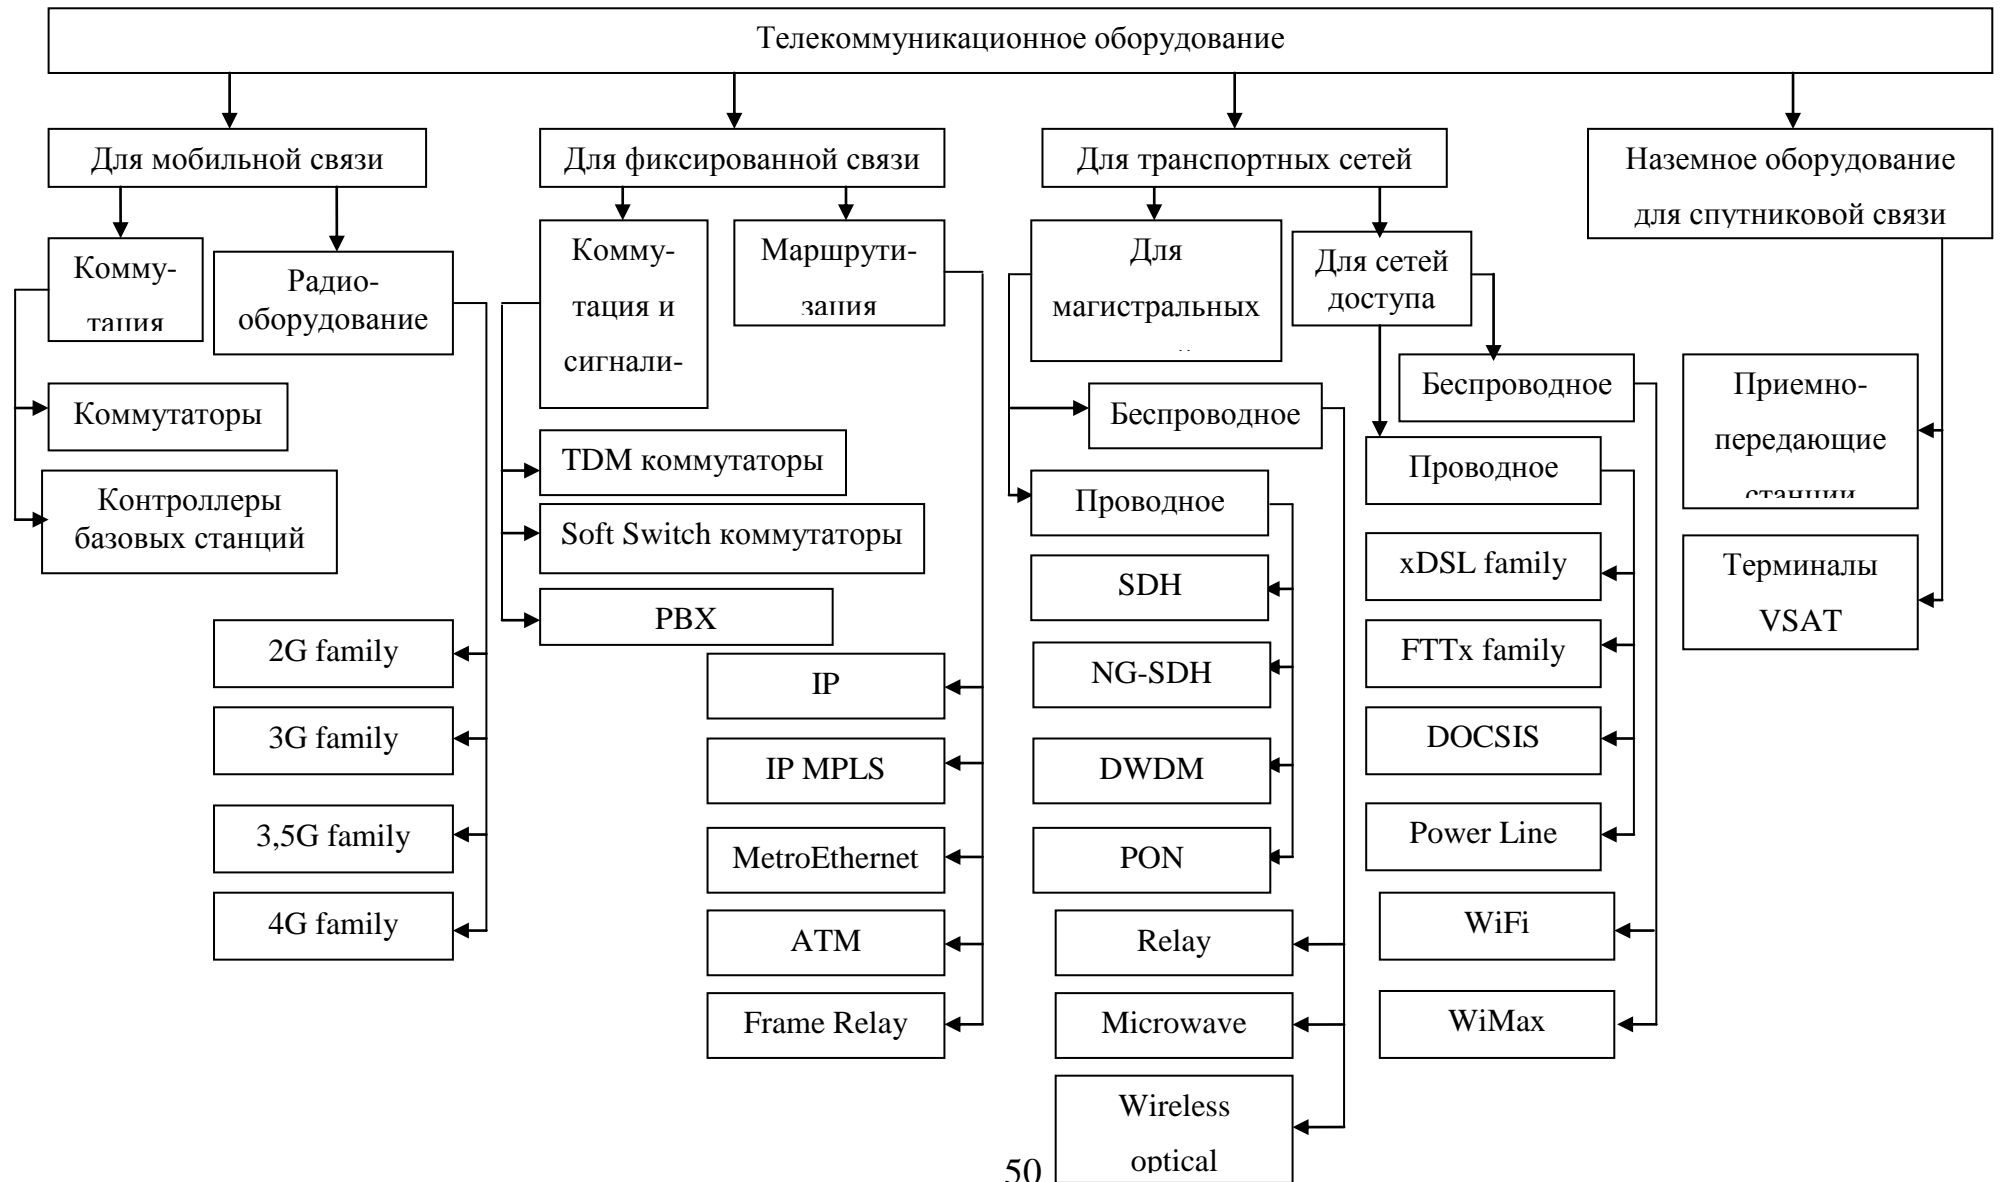 Телекоммуникационное оборудование
Для мобильной связи
Для фиксированной связи
Для транспортных сетей
Наземное оборудование
для спутниковой связи
Комму-
тация
Радио-
оборудование
Комму-
тация и
сигнали-
Маршрути-
зация
Для
магистральных
Для сетей
доступа
Коммутаторы
Контроллеры
базовых станций
TDM коммутаторы
Soft Switch коммутаторы
PBX
Беспроводное
Проводное
Беспроводное
Проводное
Приемно-
передающие
станции
Терминалы
VSAT
2G family
3G family
3,5G family
4G family
IP
IP MPLS
MetroEthernet
ATM
Frame Relay
SDH
NG-SDH
DWDM
PON
Relay
Microwave
Wireless
optical
xDSL family
FTTx family
DOCSIS
Power Line
WiFi
WiMax
50